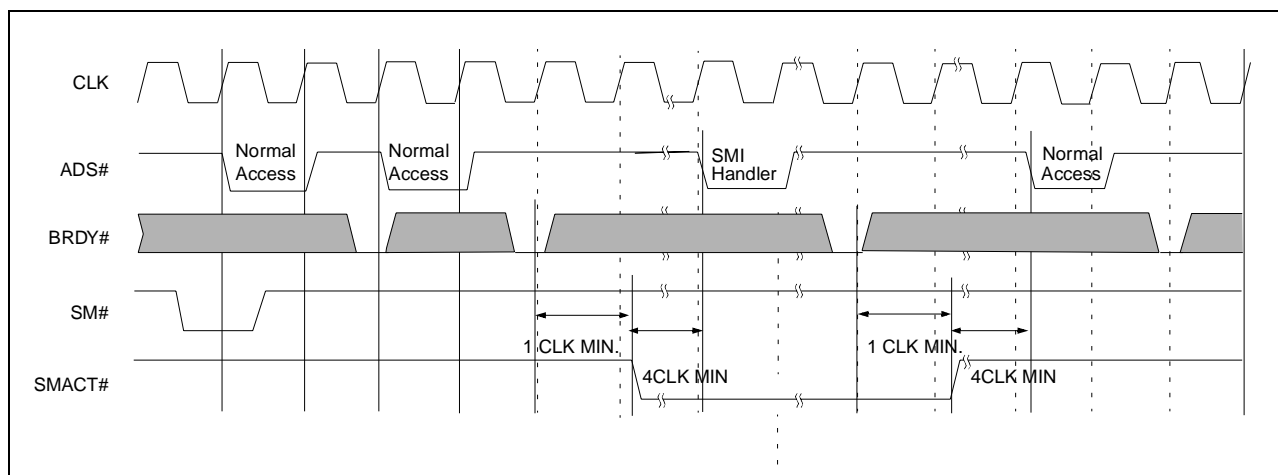 CLK
Normal
Access
Normal
Access
SMI
Handler
Normal
Access
ADS#
BRDY#
SM#
1 CLK MIN.
1 CLK MIN.
4CLK MIN
4CLK MIN
SMACT#